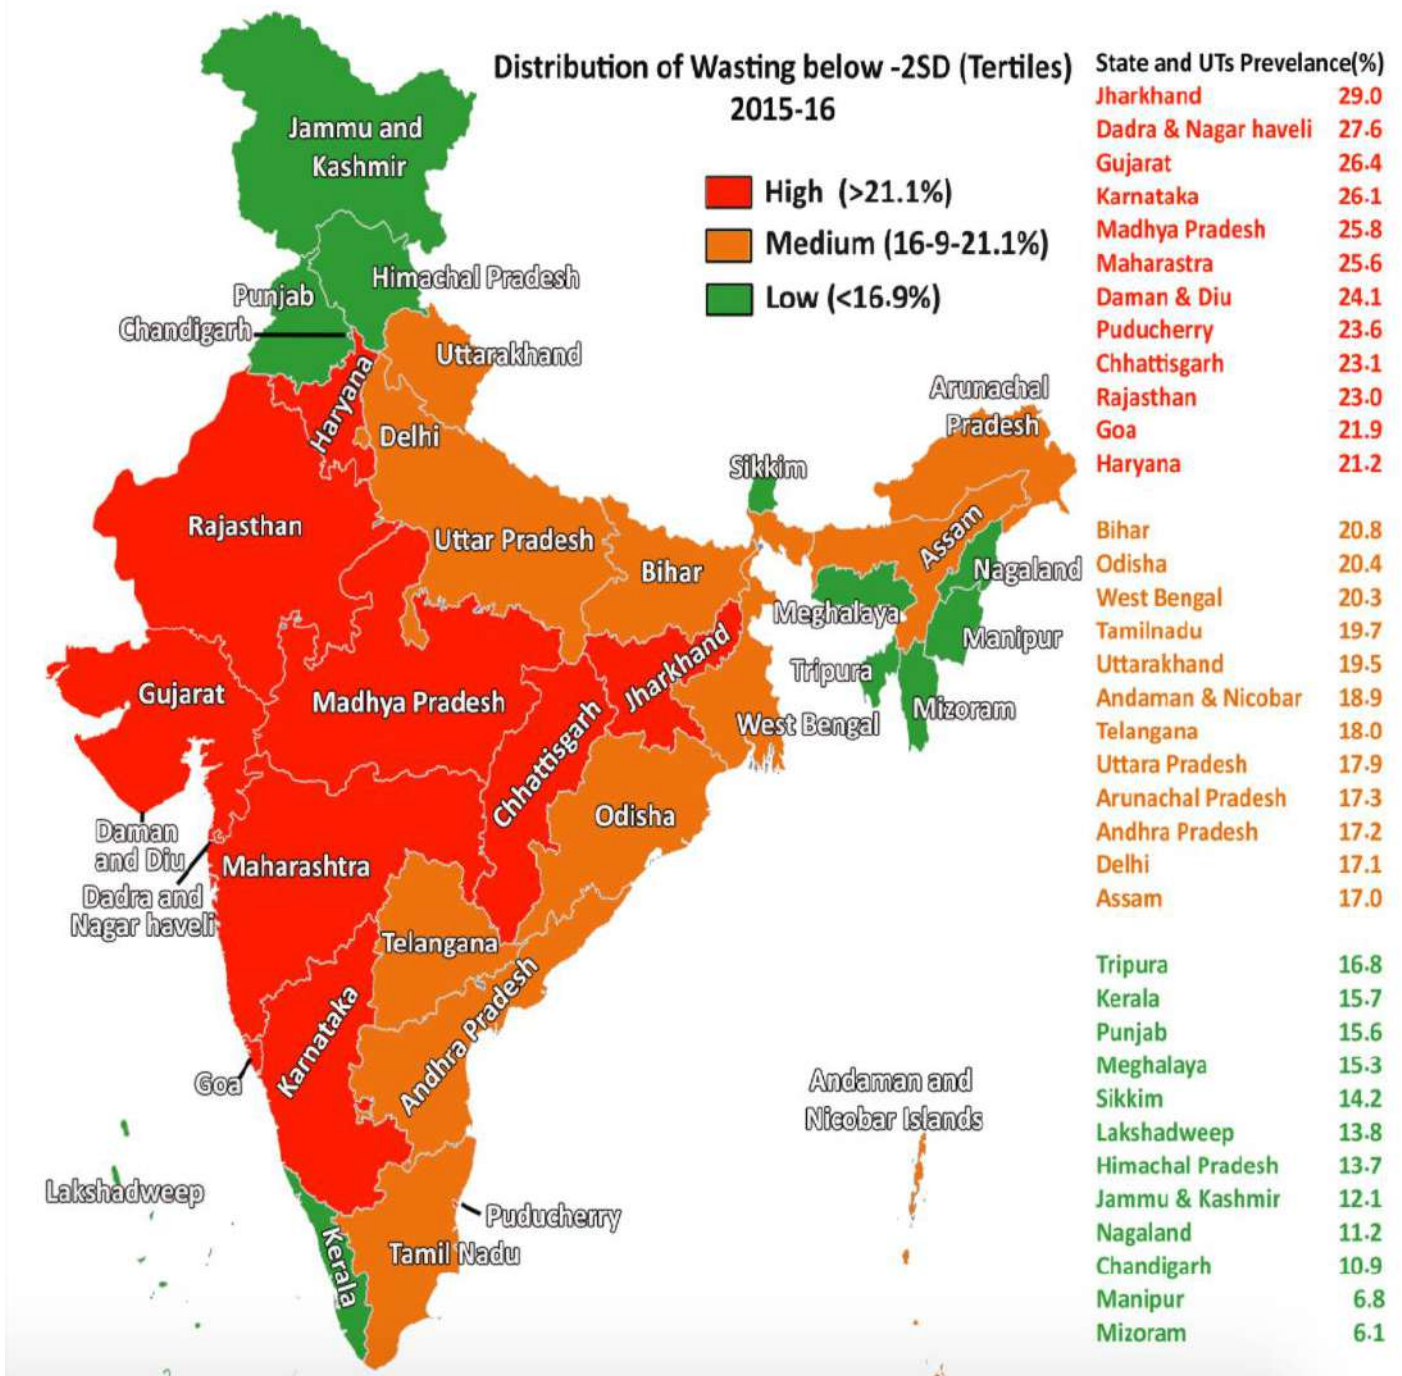 Distribution of Wasting below -2SD (Tertiles)
2015-16
High (>21.1%)
Medium (16-9-21.1%)
Low (<16.9%)
State and UTs Prevelance(%)
Jharkhand 29.0
Dadra & Nagar haveli 27.6
Gujarat 26.4
Karnataka 26.1
Madhya Pradesh 25.8
Maharastra 25.6
Daman & Diu 24.1
Puducherry 23.6
Chhattisgarh 23.1
Rajasthan 23.0
Goa 21.9
Haryana 21.2
Bihar 20.8
Odisha 20.4
West Bengal 20.3
Tamilnadu 19.7
Uttarakhand 19.5
Andaman & Nicobar 18.9
Telangana 18.0
Uttara Pradesh 17.9
Arunachal Pradesh 17.3
Andhra Pradesh 17.2
Delhi 17.1
Assam 17.0
Tripura 16.8
Kerala 15.7
Punjab 15.6
Meghalaya 15.3
Sikkim 14.2
Lakshadweep 13.8
Himachal Pradesh 13.7
Jammu & Kashmir 12.1
Nagaland 11.2
Chandigarh 10.9
Manipur 6.8
Mizoram 6.1
Jammu and
Kashmir
Himachal Pradesh
Punjab
Chandigarh
Uttarakhand
Haryana
Delhi
Arunachal
Pradesh
Sikkim
Rajasthan
Uttar Pradesh
Bihar
Assam
Nagaland
Meghalaya
Manipur
Tripura
Mizoram
Jharkhand
West Bengal
Gujarat
Madhya Pradesh
Chhattisgarh
Odisha
Daman
and Diu
Dadra and
Nagar haveli
Maharashtra
Telangana
Andhra Pradesh
Karnataka
Goa
Andaman and
Nicobar Islands
Lakshadweep
Puducherry
Tamil Nadu
Kerala